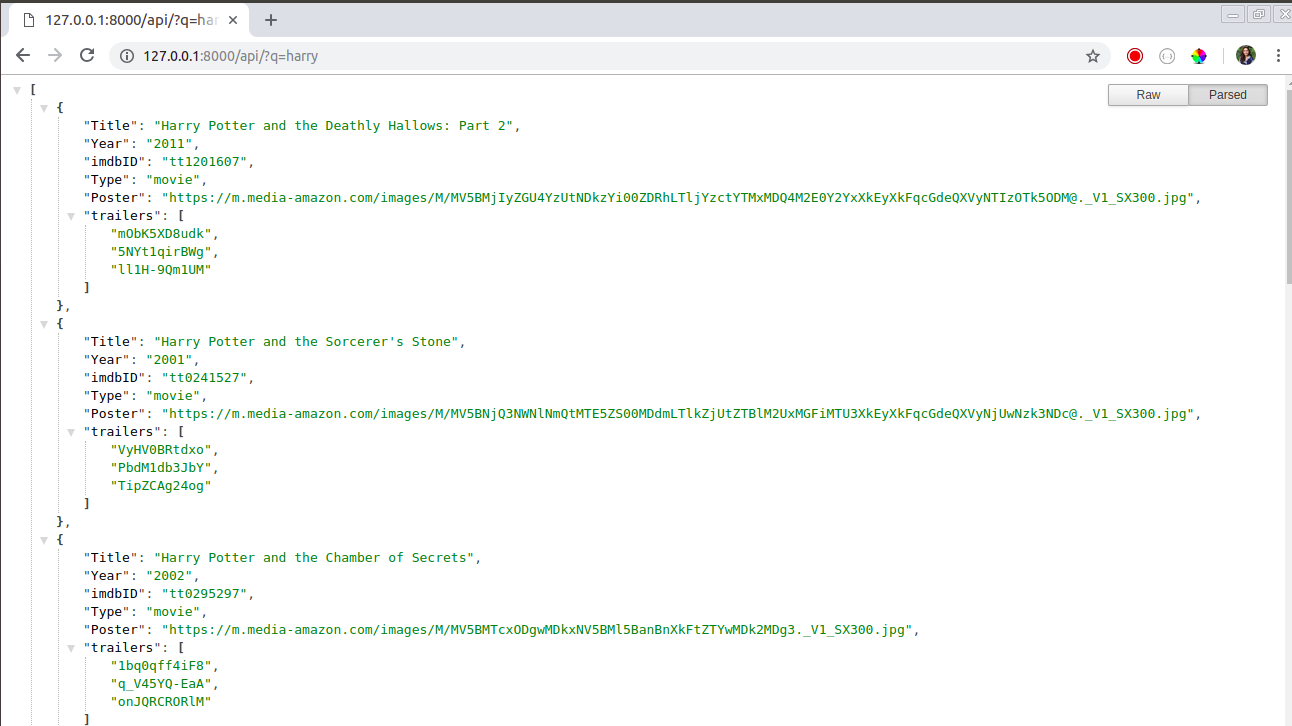 127.0.0.1:8000/api/?q=har
127.0.0.1:8000/api/?q=harry
Raw Parsed
[
{
"Title": "Harry Potter and the Deathly Hallows: Part 2",
"Year": "2011",
"imdbID": "tt1201607",
"Type": "movie",
"Poster": "https://m.media-amazon.com/images/M/MV5BMjIyZGU4YzUtNDkzYi00ZDRhLTljYzctYTMxMDQ4M2E0Y2YxXkEyXkFqcGdeQXVyNTIzOTk5ODM@._V1_SX300.jpg",
"trailers": [
"mObK5XD8udk",
"5NYt1qirBWg",
"ll1H-9Qm1UM"
]
},
{
"Title": "Harry Potter and the Sorcerer's Stone",
"Year": "2001",
"imdbID": "tt0241527",
"Type": "movie",
"Poster": "https://m.media-amazon.com/images/M/MV5BNjQ3NWNlNmQtMTE5ZS00MDdmLTlkZjUtZTBlM2UxMGFiMTU3XkEyXkFqcGdeQXVyNjUwNzk3NDc@._V1_SX300.jpg",
"trailers": [
"VyHV0BRtdxo",
"PbdM1db3JbY",
"TipZCAg24og"
]
},
{
"Title": "Harry Potter and the Chamber of Secrets",
"Year": "2002",
"imdbID": "tt0295297",
"Type": "movie",
"Poster": "https://m.media-amazon.com/images/M/MV5BMTcxODgwMDkxNV5BMl5BanBnXkFtZTYwMDk2MDg3._V1_SX300.jpg",
"trailers": [
"1bq0qff4iF8",
"q_V45YQ-EaA",
"onJQRCRORlM"
]